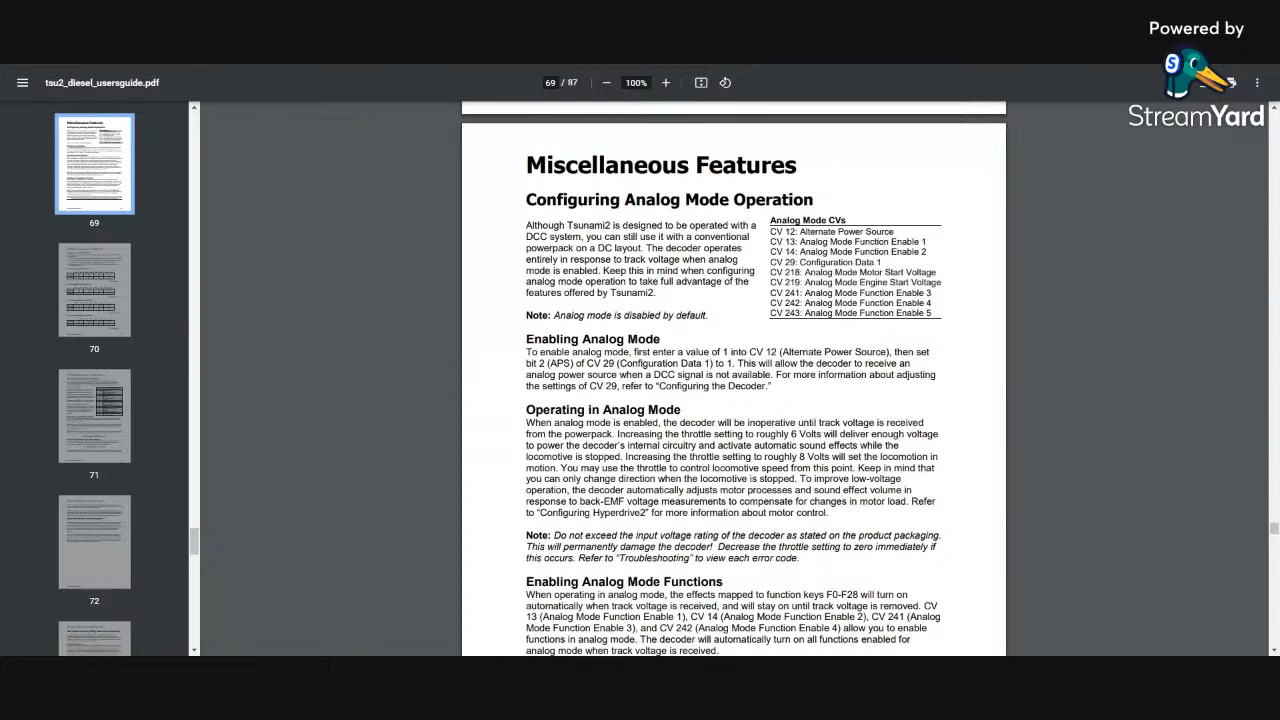 Powered by
StreamYard
tsu2_diesel_usersguide.pdf
69 / 87
100%
69
70
71
72
Miscellaneous Features
Configuring Analog Mode Operation
Although Tsunami2 is designed to be operated with a
DCC system, you can still use it with a conventional
powerpack on a DC layout. The decoder operates
entirely in response to track voltage when analog
mode is enabled. Keep this in mind when configuring
analog mode operation to take full advantage of the
features offered by Tsunami2.
Analog Mode CVs
CV 12: Alternate Power Source
CV 13: Analog Mode Function Enable 1
CV 14: Analog Mode Function Enable 2
CV 29: Configuration Data 1
CV 218: Analog Mode Motor Start Voltage
CV 219: Analog Mode Engine Start Voltage
CV 241: Analog Mode Function Enable 3
CV 242: Analog Mode Function Enable 4
CV 243: Analog Mode Function Enable 5
Note: Analog mode is disabled by default.
Enabling Analog Mode
To enable analog mode, first enter a value of 1 into CV 12 (Alternate Power Source), then set
bit 2 (APS) of CV 29 (Configuration Data 1) to 1. This will allow the decoder to receive an
analog power source when a DCC signal is not available. For more information about adjusting
the settings of CV 29, refer to “Configuring the Decoder.”
Operating in Analog Mode
When analog mode is enabled, the decoder will be inoperative until track voltage is received
from the powerpack. Increasing the throttle setting to roughly 6 Volts will deliver enough voltage
to power the decoder’s internal circuitry and activate automatic sound effects while the
locomotive is stopped. Increasing the throttle setting to roughly 8 Volts will set the locomotion in
motion. You may use the throttle to control locomotive speed from this point. Keep in mind that
you can only change direction when the locomotive is stopped. To improve low-voltage
operation, the decoder automatically adjusts motor processes and sound effect volume in
response to back-EMF voltage measurements to compensate for changes in motor load. Refer
to “Configuring Hyperdrive2” for more information about motor control.
Note: Do not exceed the input voltage rating of the decoder as stated on the product packaging.
This will permanently damage the decoder! Decrease the throttle setting to zero immediately if
this occurs. Refer to “Troubleshooting” to view each error code.
Enabling Analog Mode Functions
When operating in analog mode, the effects mapped to function keys F0-F28 will turn on
automatically when track voltage is received, and will stay on until track voltage is removed. CV
13 (Analog Mode Function Enable 1), CV 14 (Analog Mode Function Enable 2), CV 241 (Analog
Mode Function Enable 3), and CV 242 (Analog Mode Function Enable 4) allow you to enable
functions in analog mode. The decoder will automatically turn on all functions enabled for
analog mode when track voltage is received.